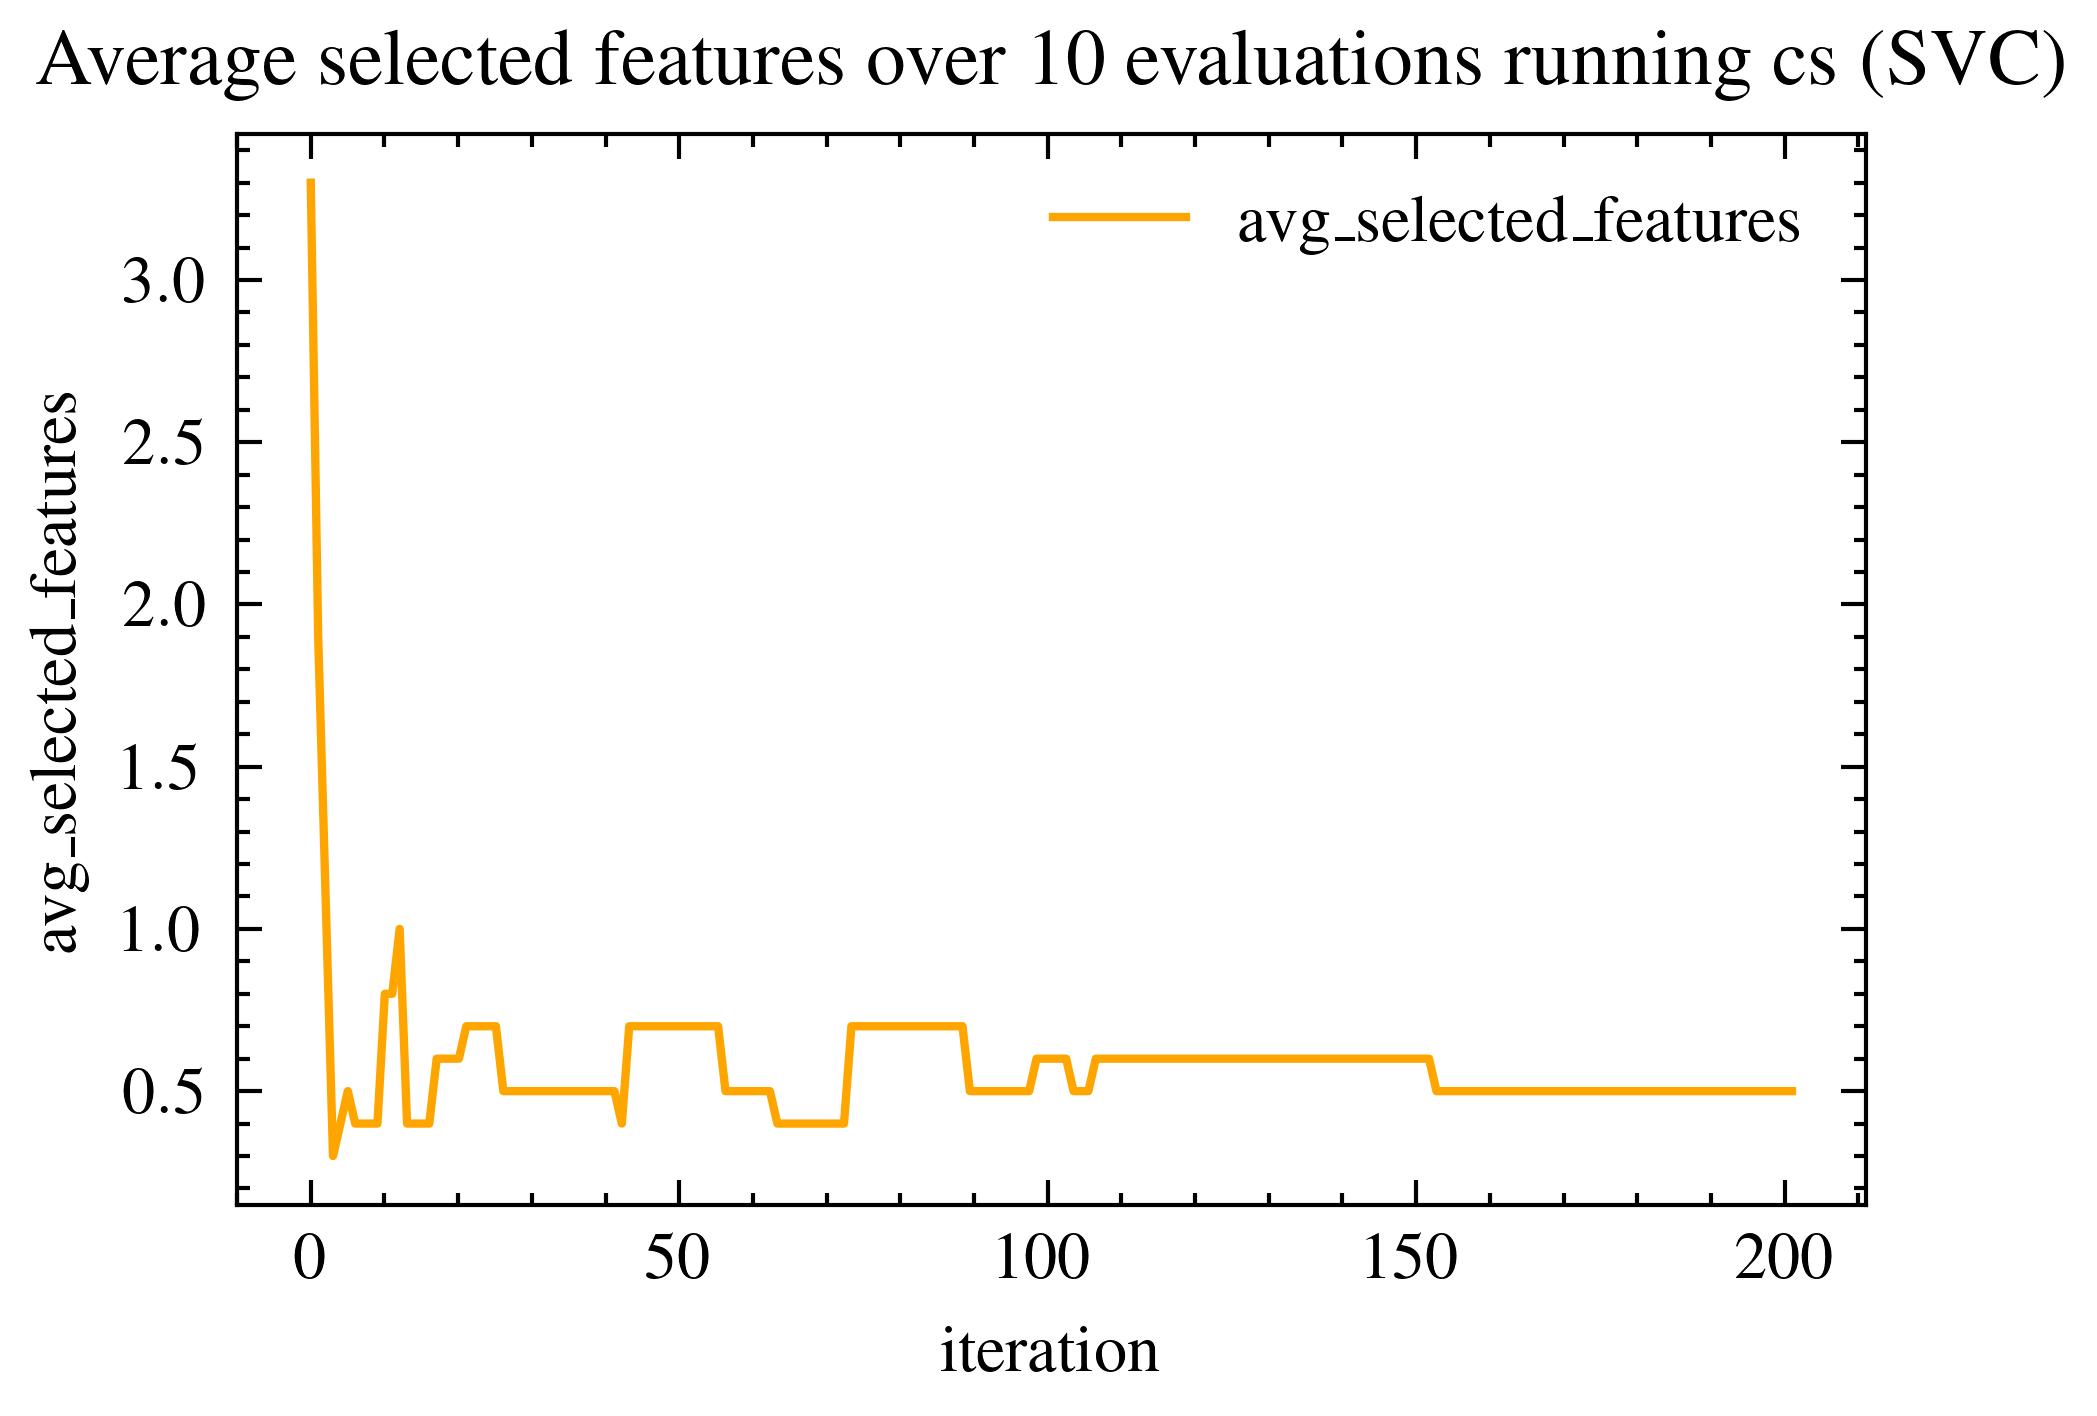 Average selected features over 10 evaluations running cs (SVC)
avg_selected_features
avg_selected_features
3.0
2.5
2.0
1.5
1.0
0.5
0
50
100
150
200
iteration